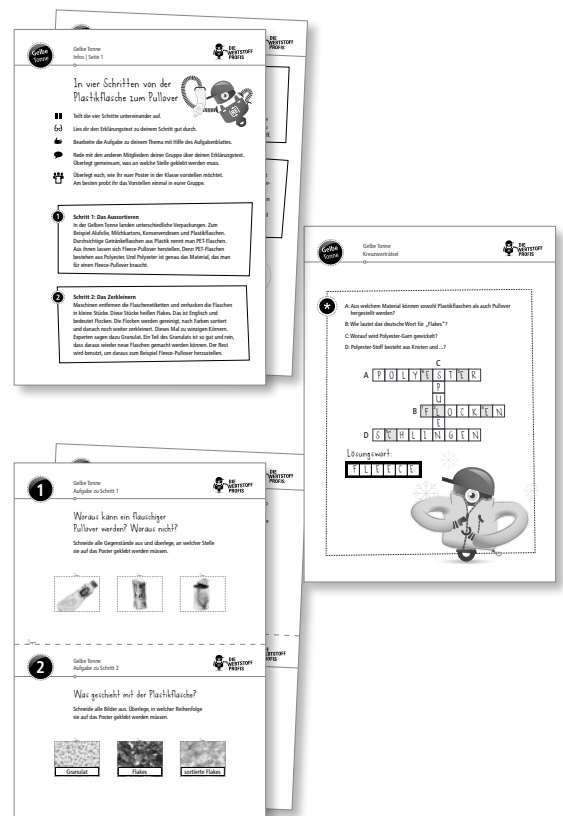 Gelbe
Tonne
Gelbe Tonne
Infos | Seite 1
DIE
WERTSTOFF
PROFIS
WERTSTOFF
PROFIS
In vier Schritten von der
Plastikflasche zum Pullover
Teilt die vier Schritte untereinander auf.
Lies dir den Erklärungstext zu deinem Schritt gut durch.
Bearbeite die Aufgabe zu deinem Thema mit Hilfe des Aufgabenblattes.
Rede mit den anderen Mitgliedern deiner Gruppe über deinen Erklärungstext.
Überlegt gemeinsam, was an welche Stelle geklebt werden muss.
Überlegt euch, wie ihr euer Poster in der Klasse vorstellen möchtet.
Am besten probt ihr das Vorstellen einmal in eurer Gruppe.
1
Schritt 1: Das Aussortieren
In der Gelben Tonne landen unterschiedliche Verpackungen. Zum
Beispiel Alufolie, Milchkartons, Konservendosen und Plastikflaschen.
Durchsichtige Getränkeflaschen aus Plastik nennt man PET-Flaschen.
Aus ihnen lassen sich Fleece-Pullover herstellen. Denn PET-Flaschen
bestehen aus Polyester. Und Polyester ist genau das Material, das man
für einen Fleece-Pullover braucht.
2
Schritt 2: Das Zerkleinern
Maschinen entfernen die Flaschenetiketten und zerhacken die Flaschen
in kleine Stücke. Diese Stücke heißen Flakes. Das ist Englisch und
bedeutet Flocken. Die Flocken werden gereinigt, nach Farben sortiert
und danach noch weiter zerkleinert. Dieses Mal zu winzigen Körnern.
Experten sagen dazu Granulat. Ein Teil des Granulats ist so gut und rein,
dass daraus wieder neue Flaschen gemacht werden können. Der Rest
wird benutzt, um daraus zum Beispiel Fleece-Pullover herzustellen.
Gelbe
Tonne
Gelbe Tonne
Kreuzworträtsel
DIE
WERTSTOFF
PROFIS
A: Aus welchem Material können sowohl Plastikflaschen als auch Pullover
hergestellt werden?
B: Wie lautet das deutsche Wort für „Flakes"?
C: Worauf wird Polyester-Garn gewickelt?
D: Polyester-Stoff besteht aus Knoten und ...?
C
A POLYESTER
P
U
B FLOCKEN
E
D SCHLINGEN
Lösungswort:
FLEECE
1
Gelbe Tonne
Aufgabe zu Schritt 1
DIE
WERTSTOFF
PROFIS
WERTSTOFF
PROFIS
Woraus kann ein flauschiger
Pullover werden? Woraus nicht?
Schneide alle Gegenstände aus und überlege, an welcher Stelle
sie auf das Poster geklebt werden müssen.
2
Gelbe Tonne
Aufgabe zu Schritt 2
DIE
WERTSTOFF
PROFIS
Was geschieht mit der Plastikflasche?
Schneide alle Bilder aus. Überlege, in welcher Reihenfolge
sie auf das Poster geklebt werden müssen.
Granulat
Flakes
sortierte Flakes